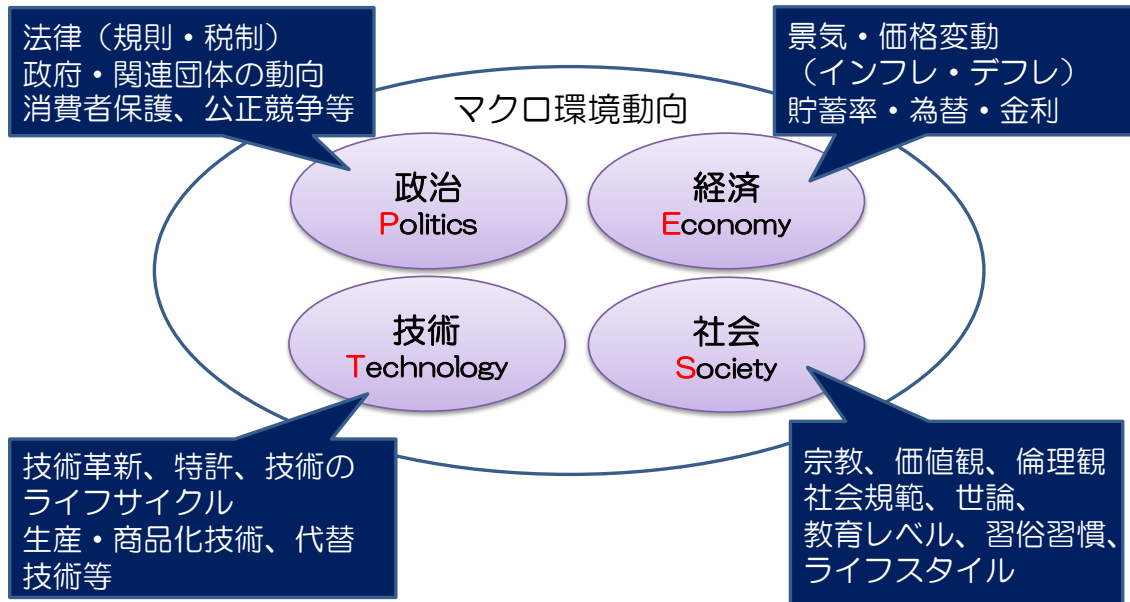 法律（規則・税制）
政府・関連団体の動向
消費者保護、公正競争等
景気・価格変動
（インフレ・デフレ）
貯蓄率・為替・金利
マクロ環境動向
政治
Politics
経済
Economy
技術
Technology
社会
Society
技術革新、特許、技術の
ライフサイクル
生産・商品化技術、代替
技術等
宗教、価値観、倫理観
社会規範、世論、
教育レベル、習俗習慣、
ライフスタイル